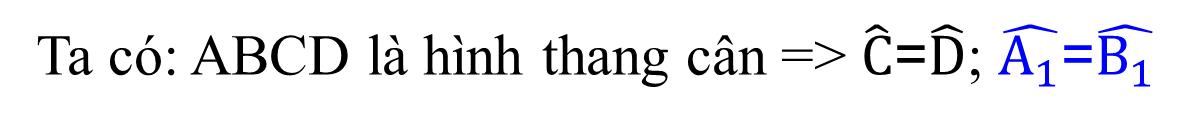 Ta có: ABCD là hình thang cân => Ĉ=D̂; Â₁=B̂₁